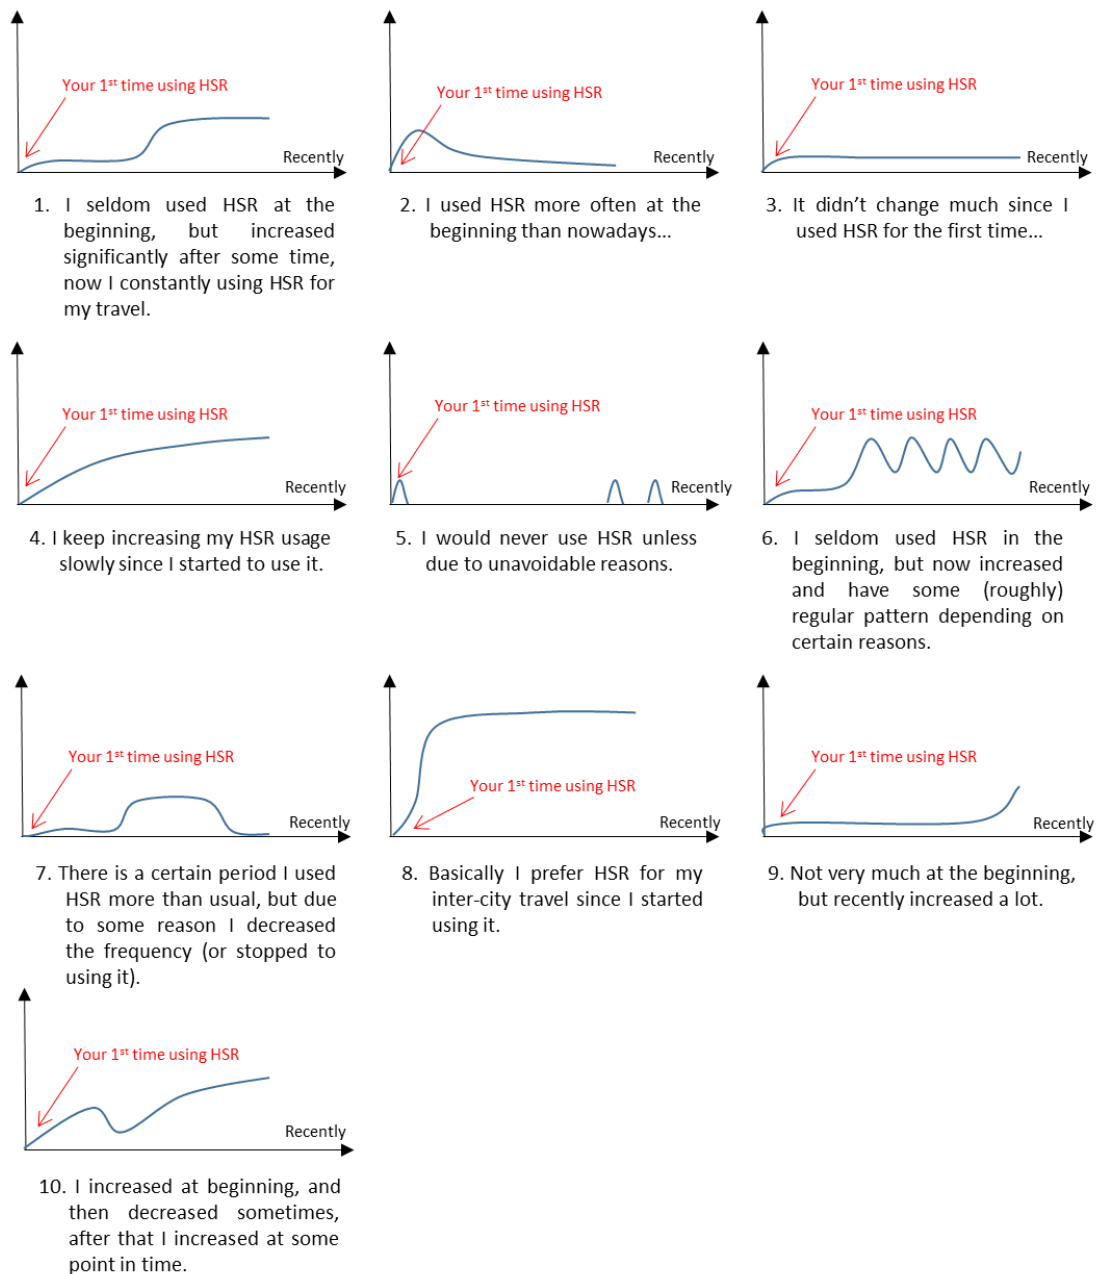 Your 1st time using HSR
Recently
1. I seldom used HSR at the
beginning, but increased
significantly after some time,
now I constantly using HSR for
my travel.
Your 1st time using HSR
Recently
2. I used HSR more often at the
beginning than nowadays...
Your 1st time using HSR
Recently
3. It didn’t change much since I
used HSR for the first time...
Your 1st time using HSR
Recently
4. I keep increasing my HSR usage
slowly since I started to use it.
Your 1st time using HSR
Recently
5. I would never use HSR unless
due to unavoidable reasons.
Your 1st time using HSR
Recently
6. I seldom used HSR in the
beginning, but now increased
and have some (roughly)
regular pattern depending on
certain reasons.
Your 1st time using HSR
Recently
7. There is a certain period I used
HSR more than usual, but due
to some reason I decreased
the frequency (or stopped to
using it).
Your 1st time using HSR
Recently
8. Basically I prefer HSR for my
inter-city travel since I started
using it.
Your 1st time using HSR
Recently
9. Not very much at the beginning,
but recently increased a lot.
Your 1st time using HSR
Recently
10. I increased at beginning, and
then decreased sometimes,
after that I increased at some
point in time.